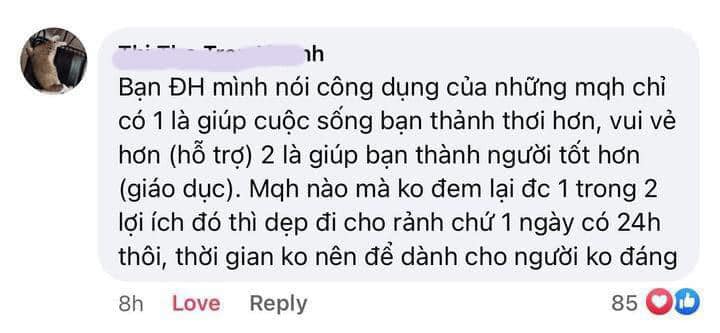 nh
Bạn ĐH mình nói công dụng của những mqh chỉ
có 1 là giúp cuộc sống bạn thảnh thơi hơn, vui vẻ
hơn (hỗ trợ) 2 là giúp bạn thành người tốt hơn
(giáo dục). Mqh nào mà ko đem lại đc 1 trong 2
lợi ích đó thì dẹp đi cho rảnh chứ 1 ngày có 24h
thôi, thời gian ko nên để dành cho người ko đáng
8h Love Reply 85